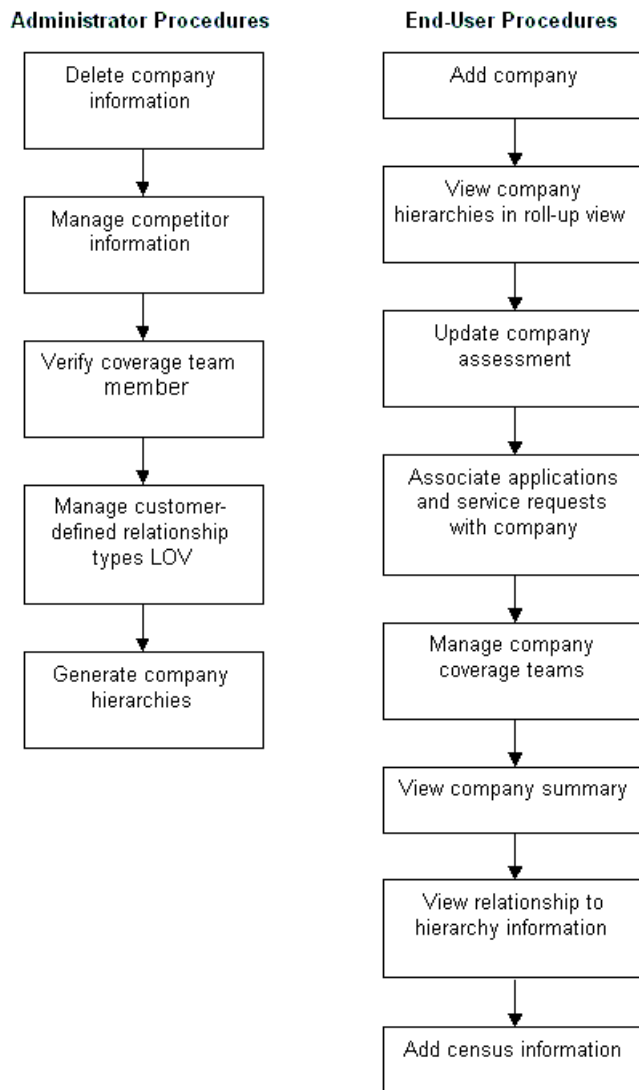 Administrator Procedures
Delete company
information
Manage competitor
information
Verify coverage team
member
Manage customer-
defined relationship
types LOV
Generate company
hierarchies
End-User Procedures
Add company
View company
hierarchies in roll-up view
Update company
assessment
Associate applications
and service requests
with company
Manage company
coverage teams
View company summary
View relationship to
hierarchy information
Add census information